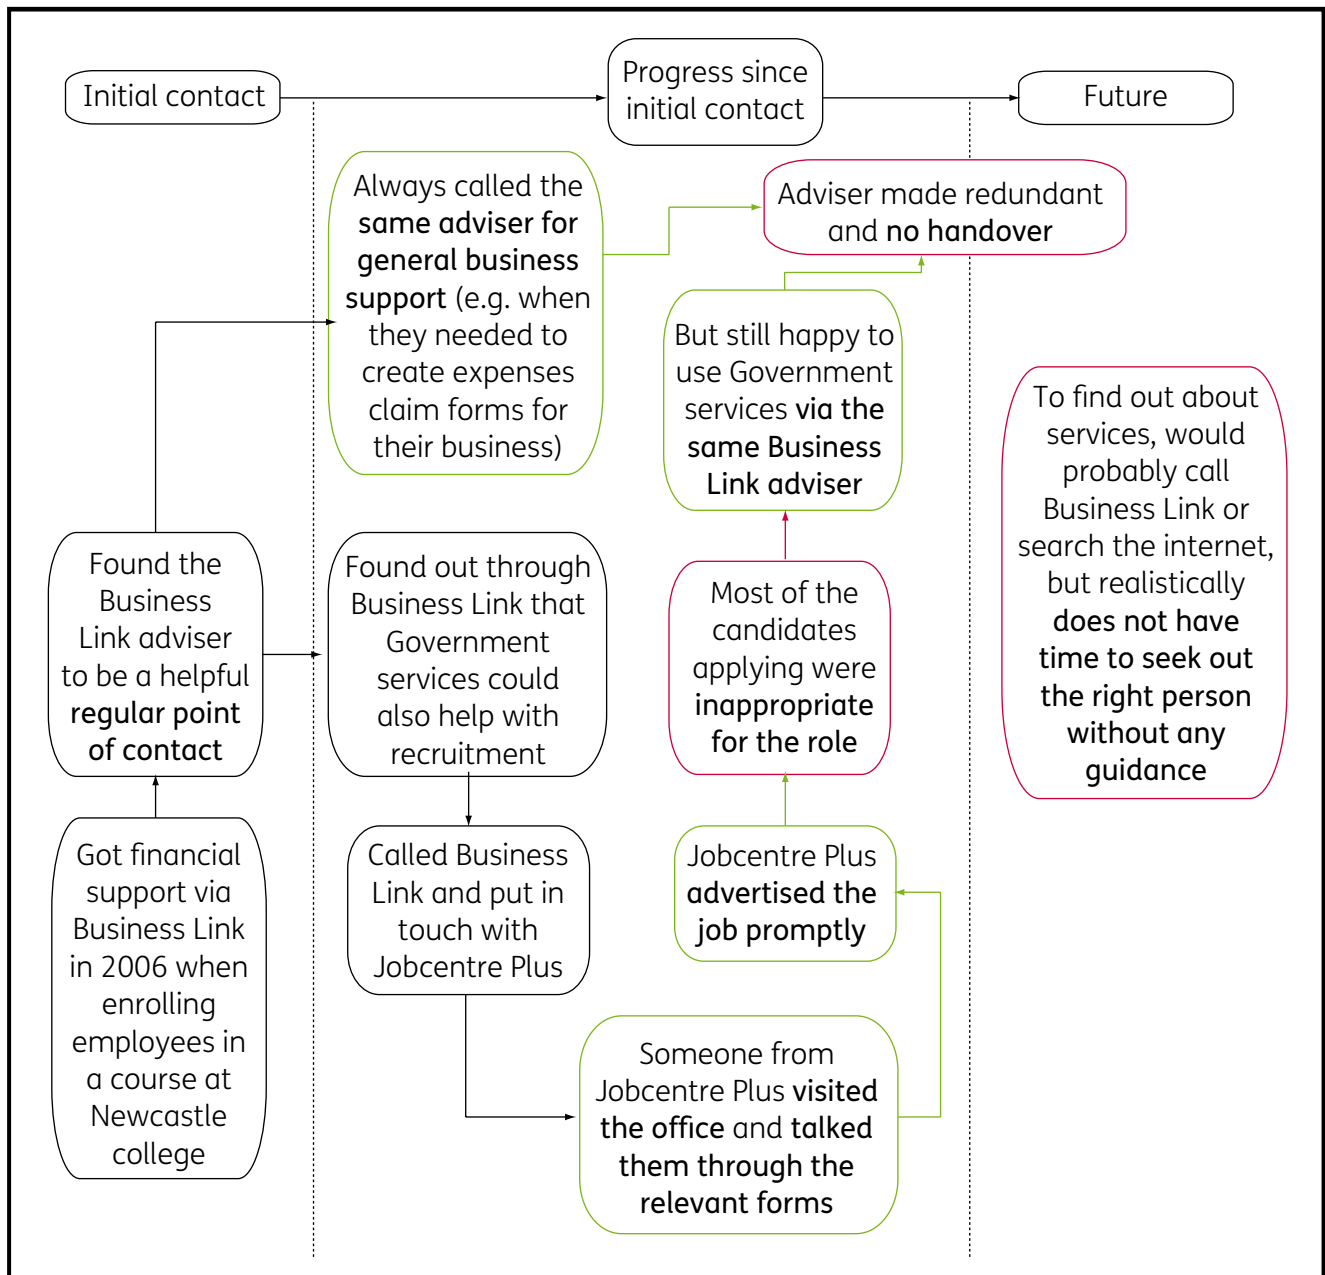 Initial contact
Progress since
initial contact
Future
Always called the
same adviser for
general business
support (e.g. when
they needed to
create expenses
claim forms for
their business)
Adviser made redundant
and no handover
But still happy to
use Government
services via the
same Business
Link adviser
To find out about
services, would
probably call
Business Link or
search the internet,
but realistically
does not have
time to seek out
the right person
without any
guidance
Found the
Business
Link adviser
to be a helpful
regular point
of contact
Found out through
Business Link that
Government
services could
also help with
recruitment
Most of the
candidates
applying were
inappropriate
for the role
Got financial
support via
Business Link
in 2006 when
enrolling
employees in
a course at
Newcastle
college
Called Business
Link and put in
touch with
Jobcentre Plus
Jobcentre Plus
advertised the
job promptly
Someone from
Jobcentre Plus visited
the office and talked
them through the
relevant forms